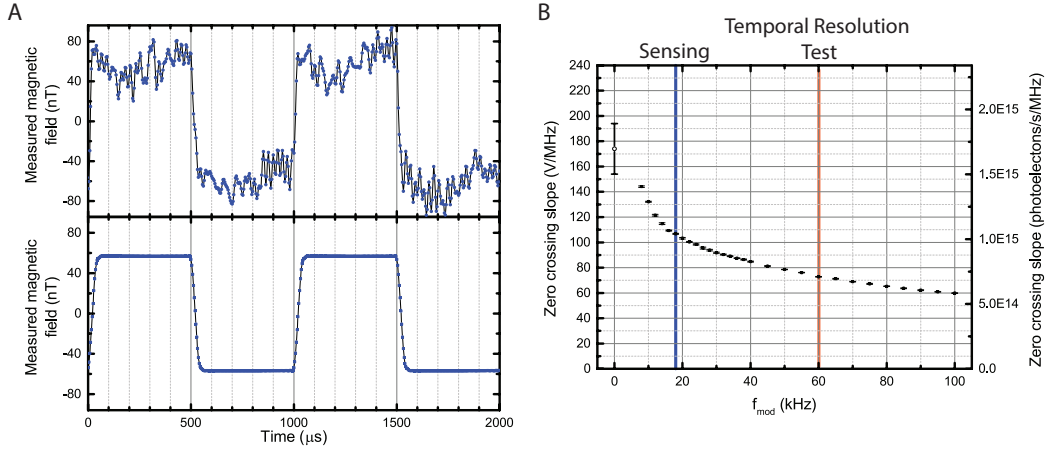 A
Measured magnetic
field (nT)
80
40
0
-40
-80
Measured magnetic
field (nT)
80
40
0
-40
-80
0 500 1000 1500 2000
Time (μs)
B
Temporal Resolution
Sensing Test
Zero crossing slope (V/MHz)
240
220
200
180
160
140
120
100
80
60
40
20
0
2.0E15
1.5E15
1.0E15
5.0E14
0.0
Zero crossing slope (photoelectons/s/MHz)
0 20 40 60 80 100
fmod (kHz)